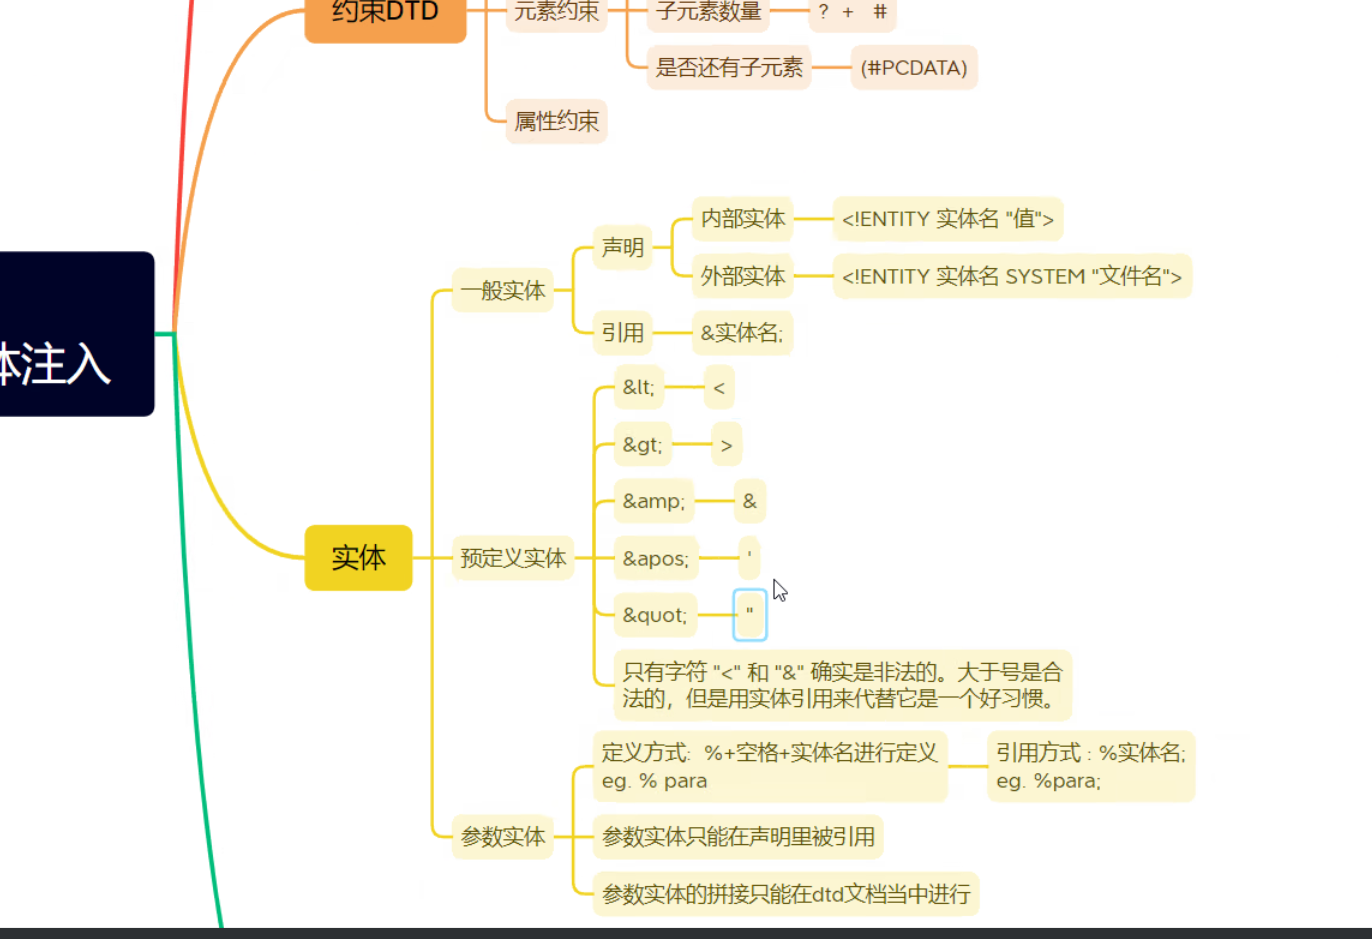 约束DTD
元素约束
子元素数量
? + #
是否还有子元素
(#PCDATA)
属性约束
体注入
实体
一般实体
声明
内部实体
<!ENTITY 实体名 "值">
外部实体
<!ENTITY 实体名 SYSTEM "文件名">
引用
&实体名;
预定义实体
&lt;
<
&gt;
>
&amp;
&
&apos;
'
&quot;
"
只有字符 "<" 和 "&" 确实是非法的。大于号是合
法的，但是用实体引用来代替它是一个好习惯。
参数实体
定义方式: %+空格+实体名进行定义
eg. % para
引用方式 : %实体名;
eg. %para;
参数实体只能在声明里被引用
参数实体的拼接只能在dtd文档当中进行